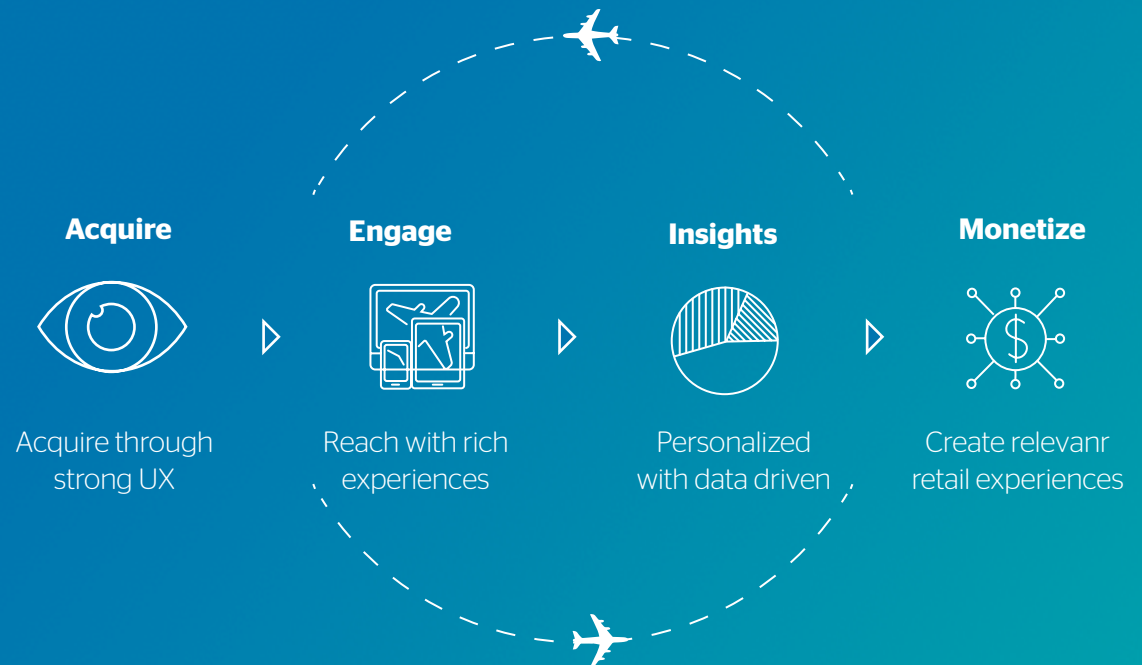 Acquire
Engage
Insights
Monetize
Acquire through
strong UX
Reach with rich
experiences
Personalized
with data driven
Create relevanr
retail experiences